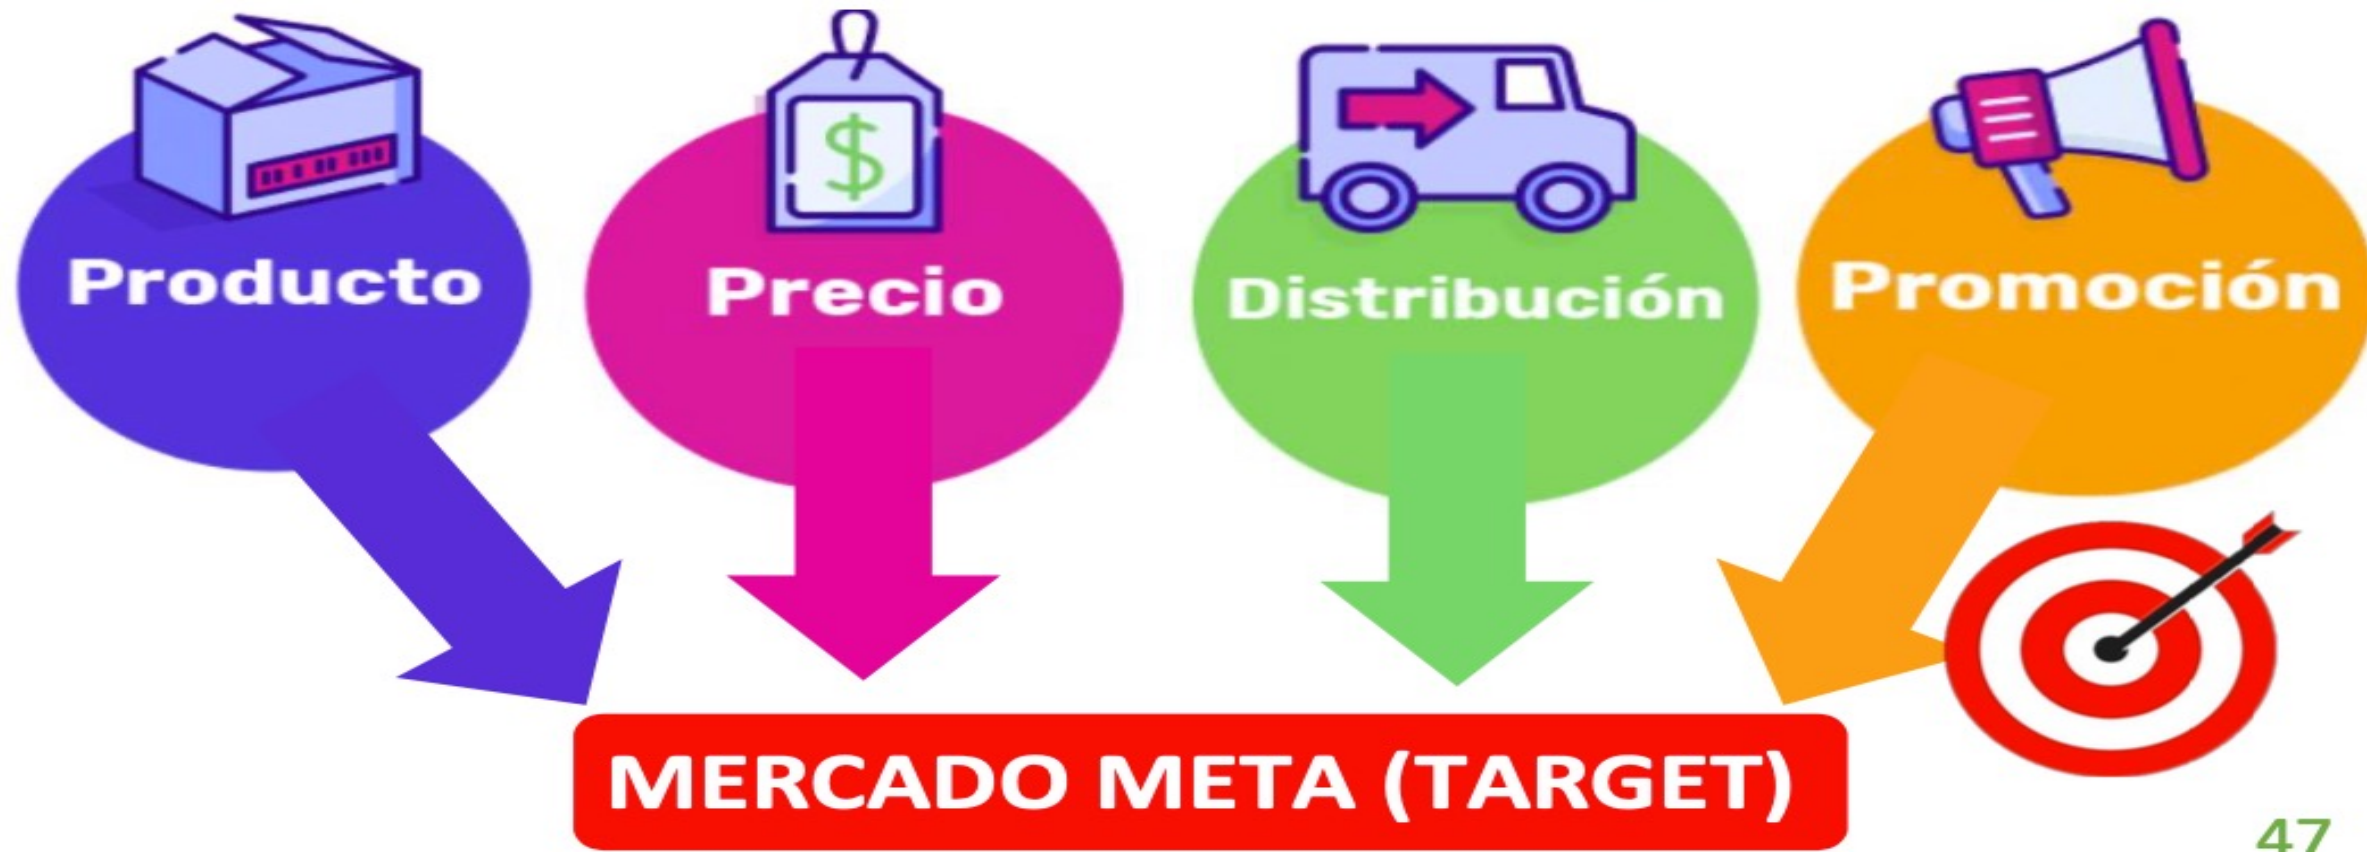 Producto
Precio
$
Distribución
Promoción
MERCADO META (TARGET)
47